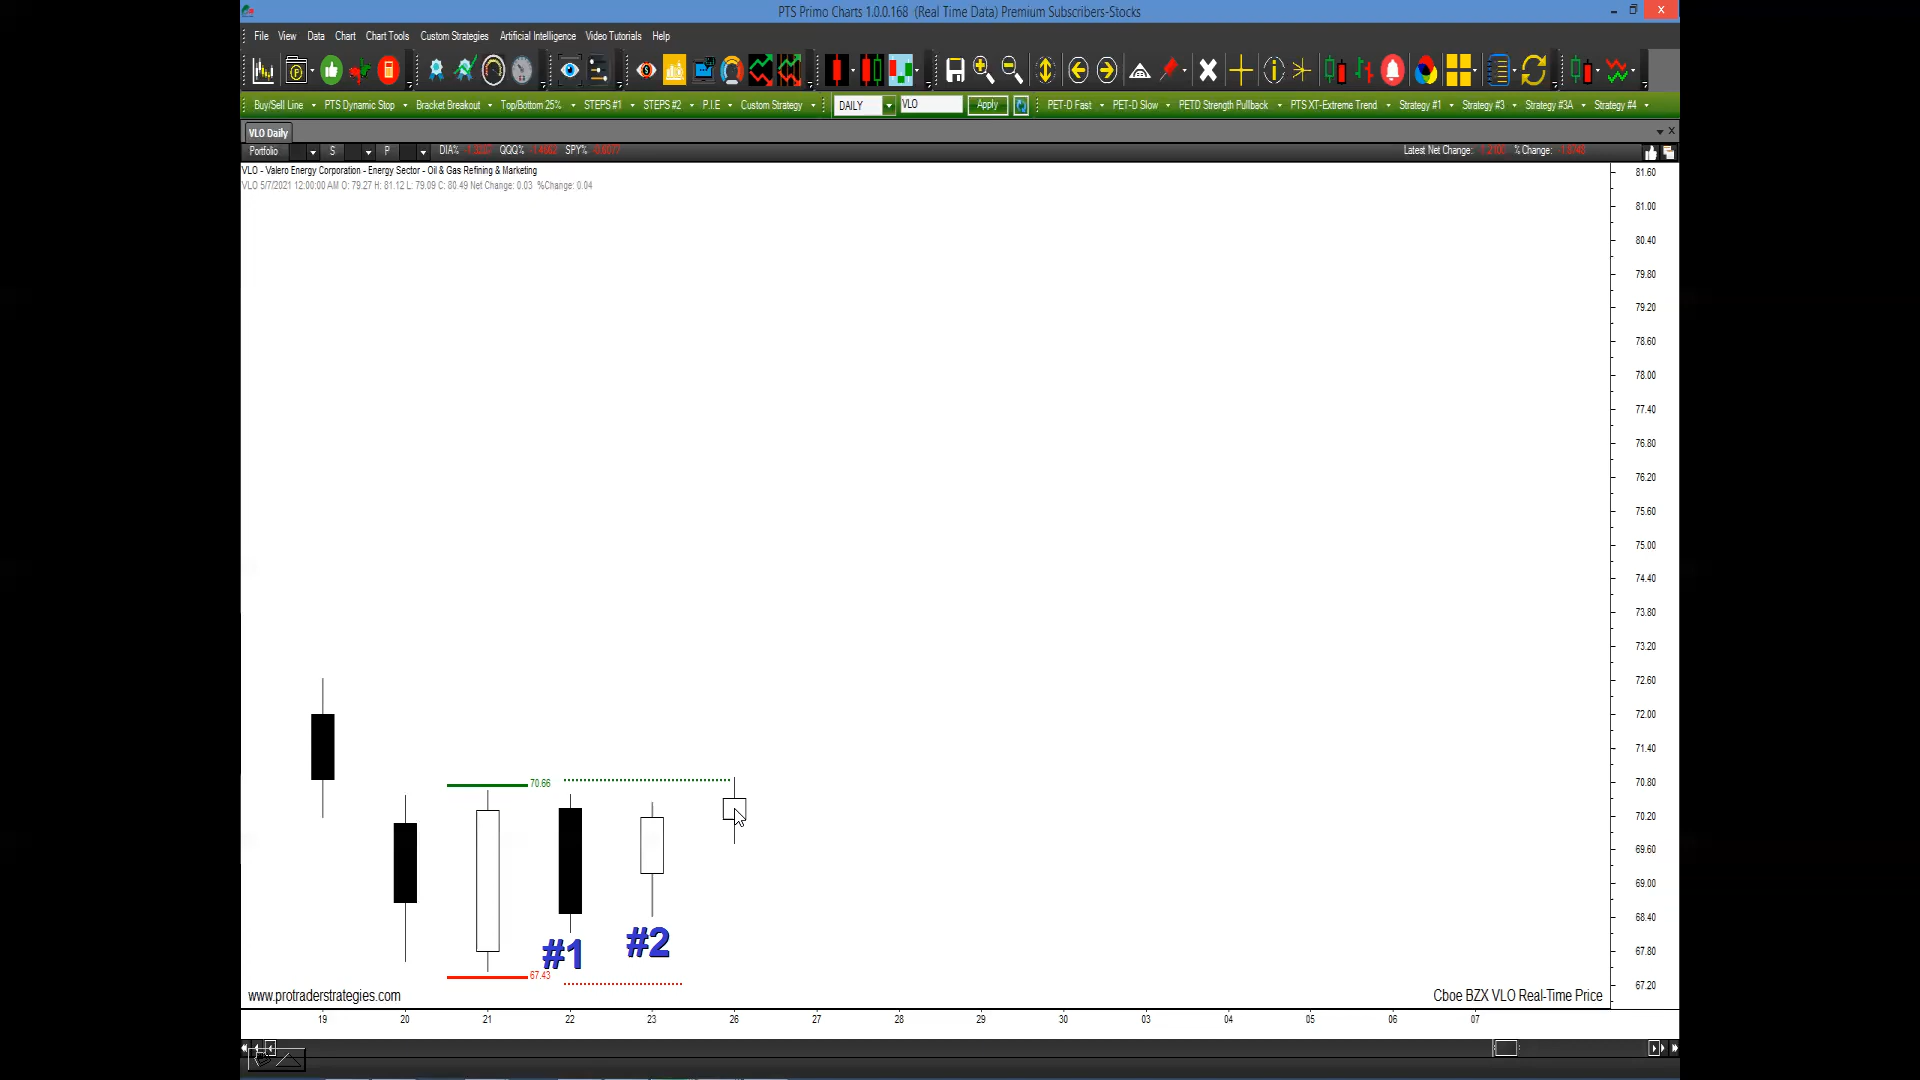 PTS Primo Charts 1.0.0.168 (Real Time Data) Premium Subscribers-Stocks
File View Data Chart Chart Tools Custom Strategies Artificial Intelligence Video Tutorials Help
Buy/Sell Line PTS Dynamic Stop Bracket Breakout Top/Bottom 25% STEPS #1 STEPS #2 P.I.E Custom Strategy DAILY VLO Apply PET-D Fast PET-D Slow PETD Strength Pullback PTS XT-Extreme Trend Strategy #1 Strategy #3 Strategy #3A Strategy #4
VLO Daily
Portfolio S P DIA% QQQ% SPY% Latest Net Change: % Change:
VLO - Valero Energy Corporation - Energy Sector - Oil & Gas Refining & Marketing
VLO 5/7/2021 12:00:00 AM O: 79.27 H: 81.12 L: 79.09 C: 80.49 Net Change: 0.03 %Change: 0.04
81.60
81.00
80.40
79.80
79.20
78.60
78.00
77.40
76.80
76.20
75.60
75.00
74.40
73.80
73.20
72.60
72.00
71.40
70.80
70.20
69.60
69.00
68.40
67.80
67.20
70.66
#1 #2
67.43
www.protraderstrategies.com
Cboe BZX VLO Real-Time Price
19 20 21 22 23 26 27 28 29 30 03 04 05 06 07